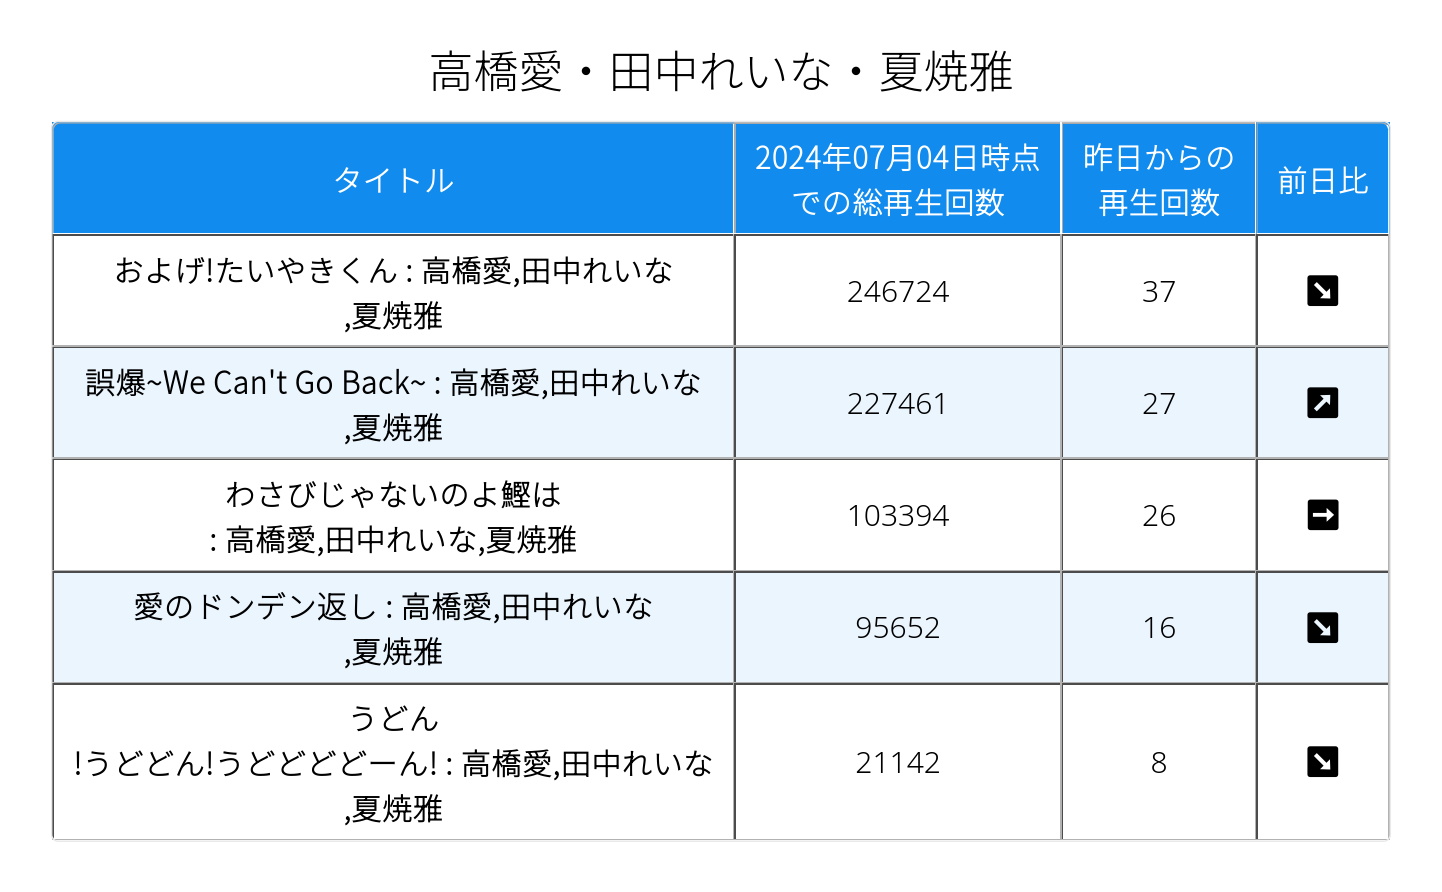 高橋愛・田中れいな・夏焼雅
タイトル
2024年07月04日時点
での総再生回数
昨日からの
再生回数
前日比
およげ!たいやきくん : 高橋愛,田中れいな
,夏焼雅
246724
37
誤爆~We Can't Go Back~ : 高橋愛,田中れいな
,夏焼雅
227461
27
わさびじゃないのよ鰹は
: 高橋愛,田中れいな,夏焼雅
103394
26
愛のドンデン返し : 高橋愛,田中れいな
,夏焼雅
95652
16
うどん
!うどどん!うどどどどーん! : 高橋愛,田中れいな
,夏焼雅
21142
8